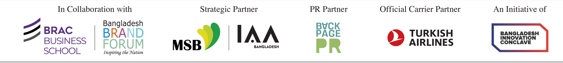 In Collaboration with
Strategic Partner
PR Partner
Official Carrier Partner
An Initiative of
BRAC
BUSINESS
SCHOOL
Bangladesh
BRAND
FORUM
Inspiring the Nation
MSB
IAA
BANGLADESH
BACK
PAGE
PR
TURKISH
AIRLINES
BANGLADESH
INNOVATION
CONCLAVE